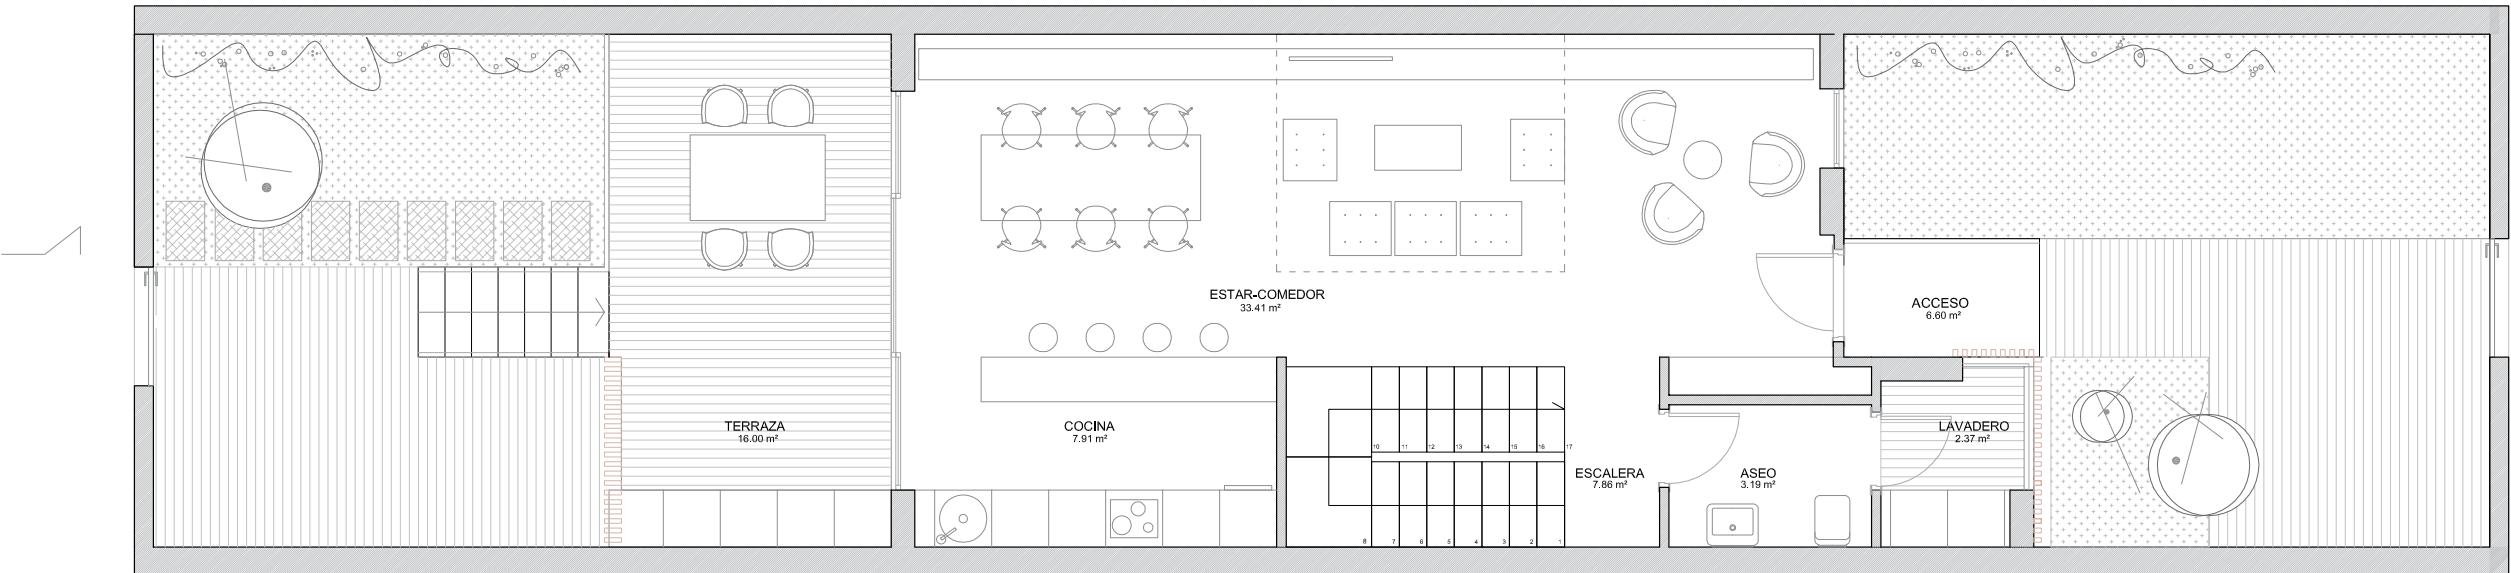 ESTAR-COMEDOR
33.41 m²
ACCESO
6.60 m²
TERRAZA
16.00 m²
COCINA
7.91 m²
LAVADERO
2.37 m²
10 11 12 13 14 15 16 17
ESCALERA
7.86 m²
ASEO
3.19 m²
8 7 6 5 4 3 2 1